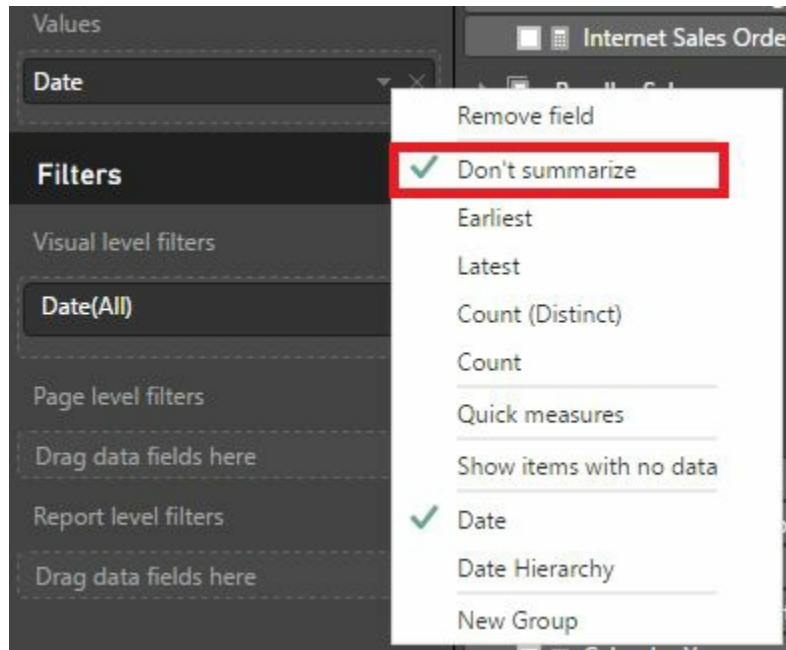 Values
Internet Sales Orde
Date
Remove field
Filters
Don't summarize
Earliest
Visual level filters
Latest
Date(All)
Count (Distinct)
Count
Page level filters
Quick measures
Drag data fields here
Show items with no data
Report level filters
Date
Drag data fields here
Date Hierarchy
New Group